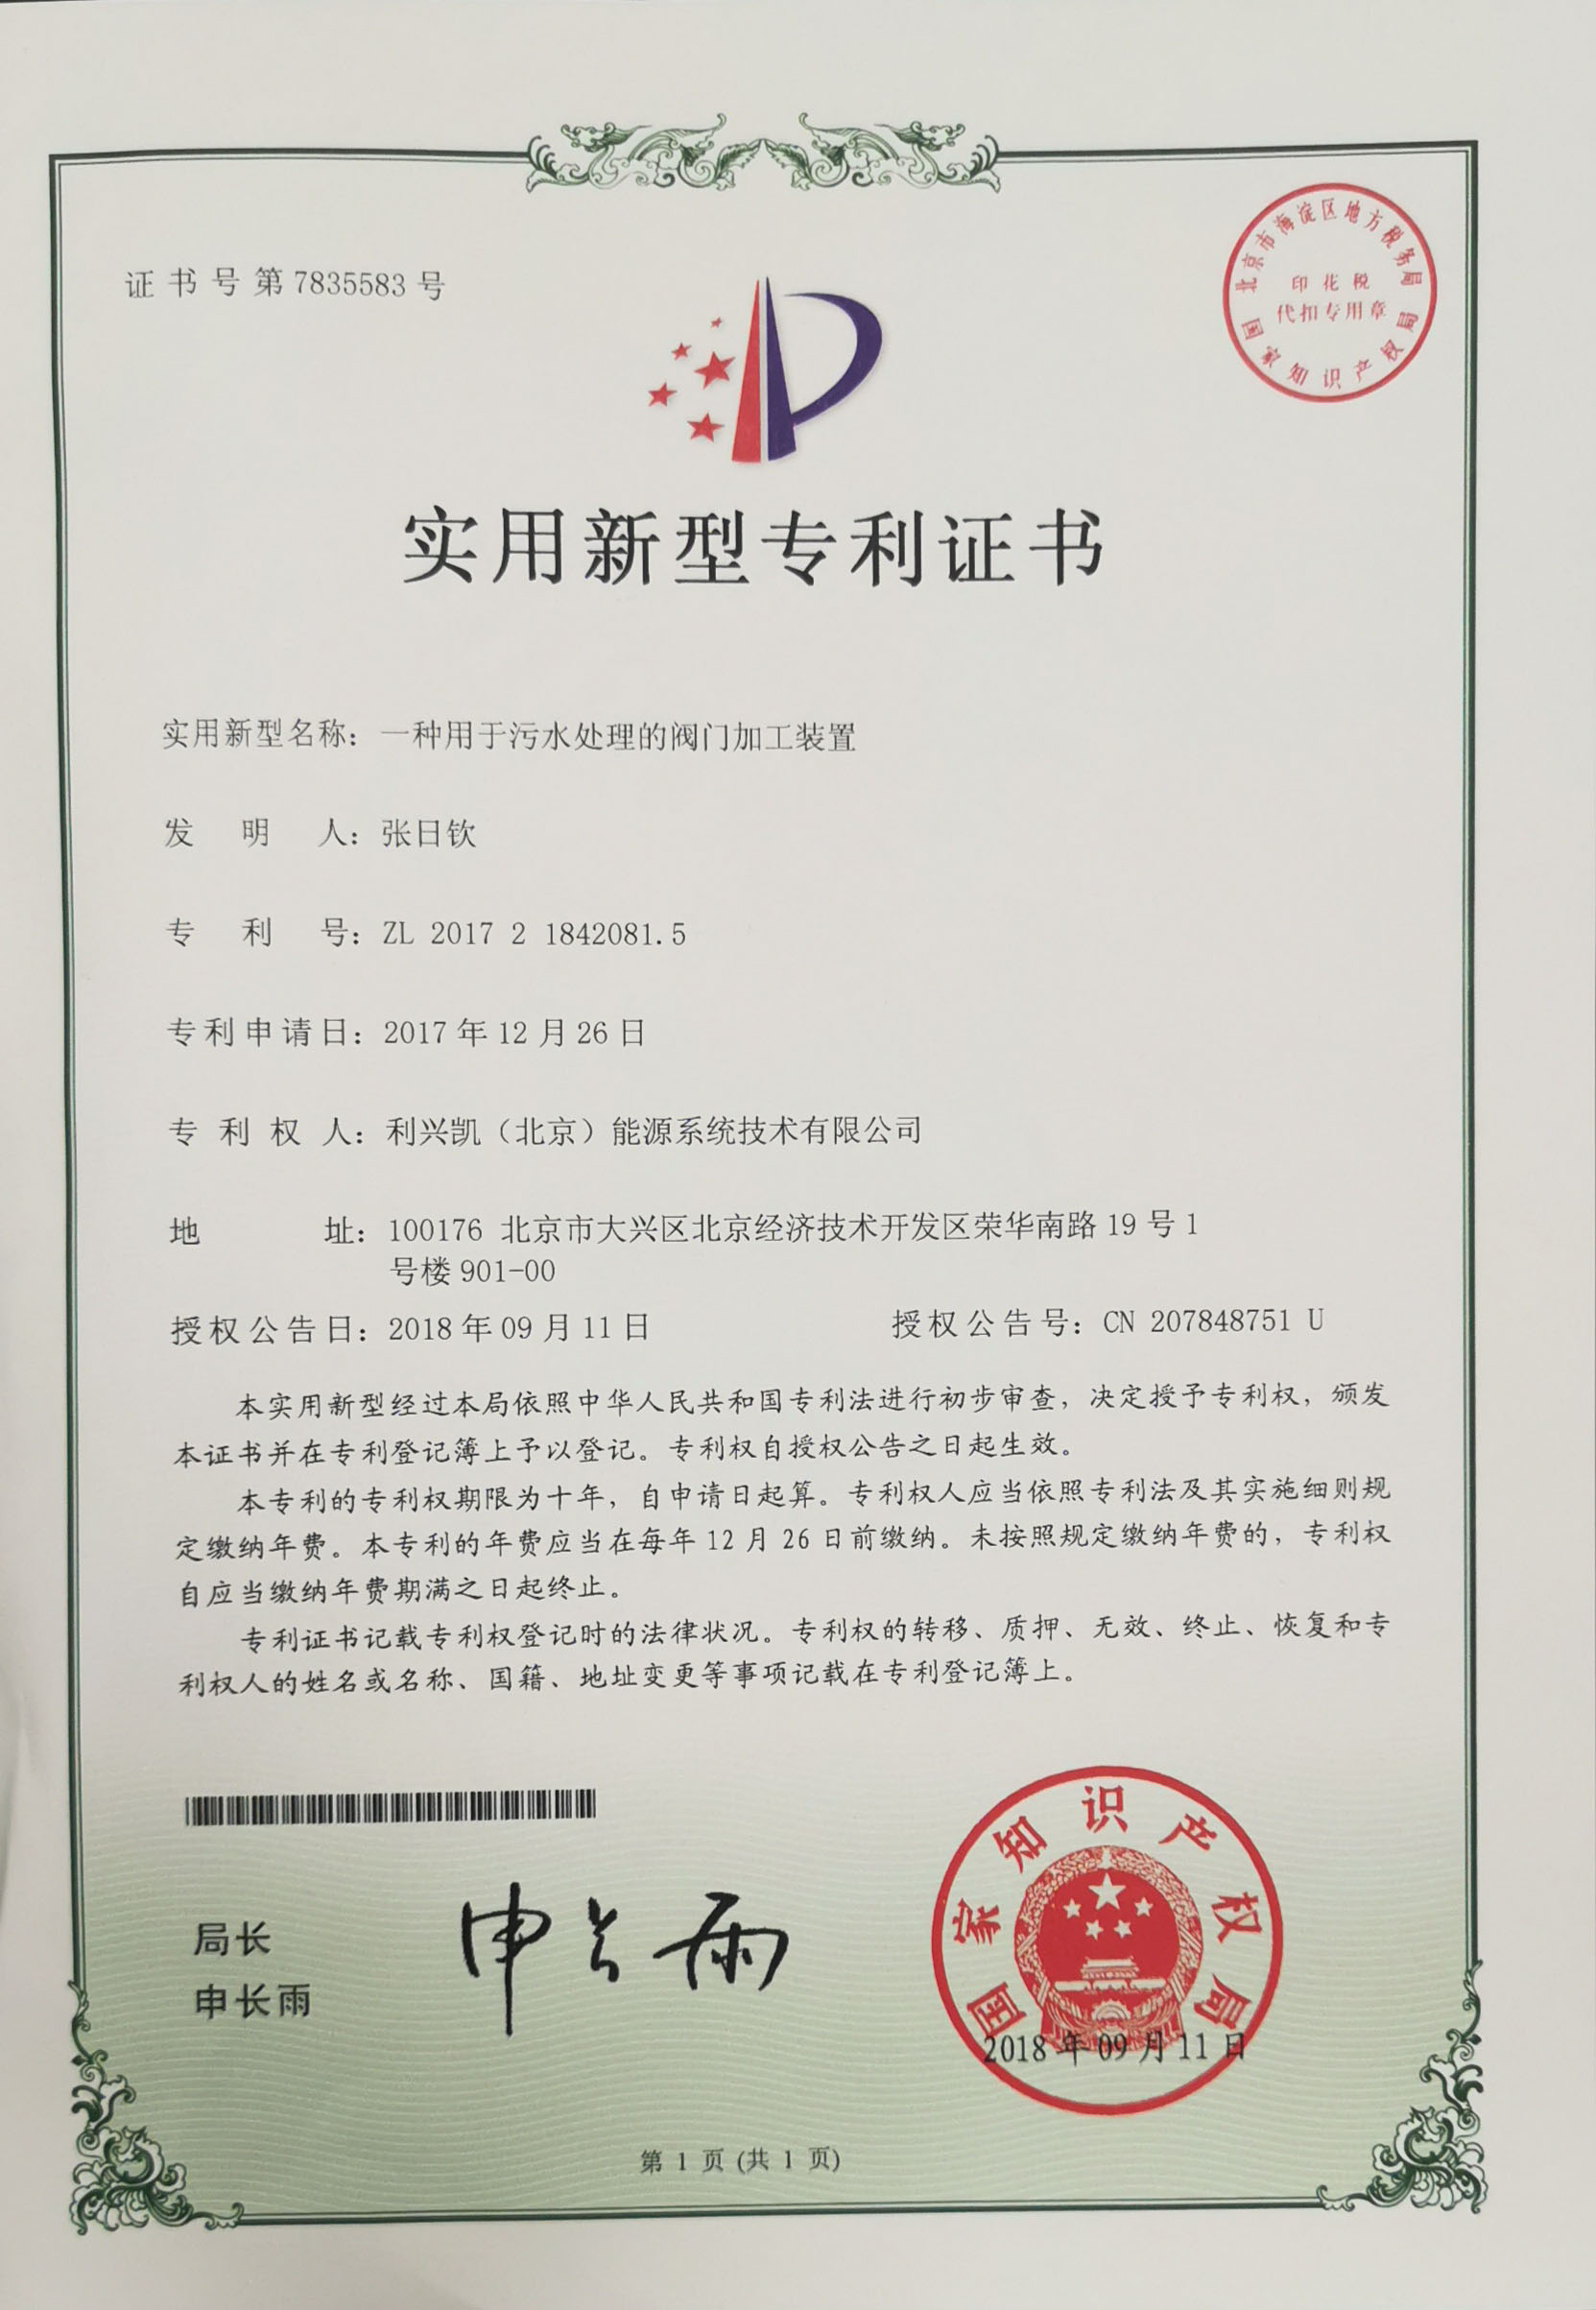 证书号第7835583号
北京市海淀区地方税务局
印花税
代扣专用章
国家知识产权局
实用新型专利证书
实用新型名称：一种用于污水处理的阀门加工装置
发明人：张日钦
专利号：ZL 2017 2 1842081.5
专利申请日：2017年12月26日
专利权人：利兴凯（北京）能源系统技术有限公司
地址：100176 北京市大兴区北京经济技术开发区荣华南路19号1
号楼901-00
授权公告日：2018年09月11日 授权公告号：CN 207848751 U
本实用新型经过本局依照中华人民共和国专利法进行初步审查，决定授予专利权，颁发
本证书并在专利登记簿上予以登记。专利权自授权公告之日起生效。
本专利的专利权期限为十年，自申请日起算。专利权人应当依照专利法及其实施细则规
定缴纳年费。本专利的年费应当在每年12月26日前缴纳。未按照规定缴纳年费的，专利权
自应当缴纳年费期满之日起终止。
专利证书记载专利权登记时的法律状况。专利权的转移、质押、无效、终止、恢复和专
利权人的姓名或名称、国籍、地址变更等事项记载在专利登记簿上。
局长
申长雨
申长雨
国家知识产权局
2018年09月11日
第1页(共1页)